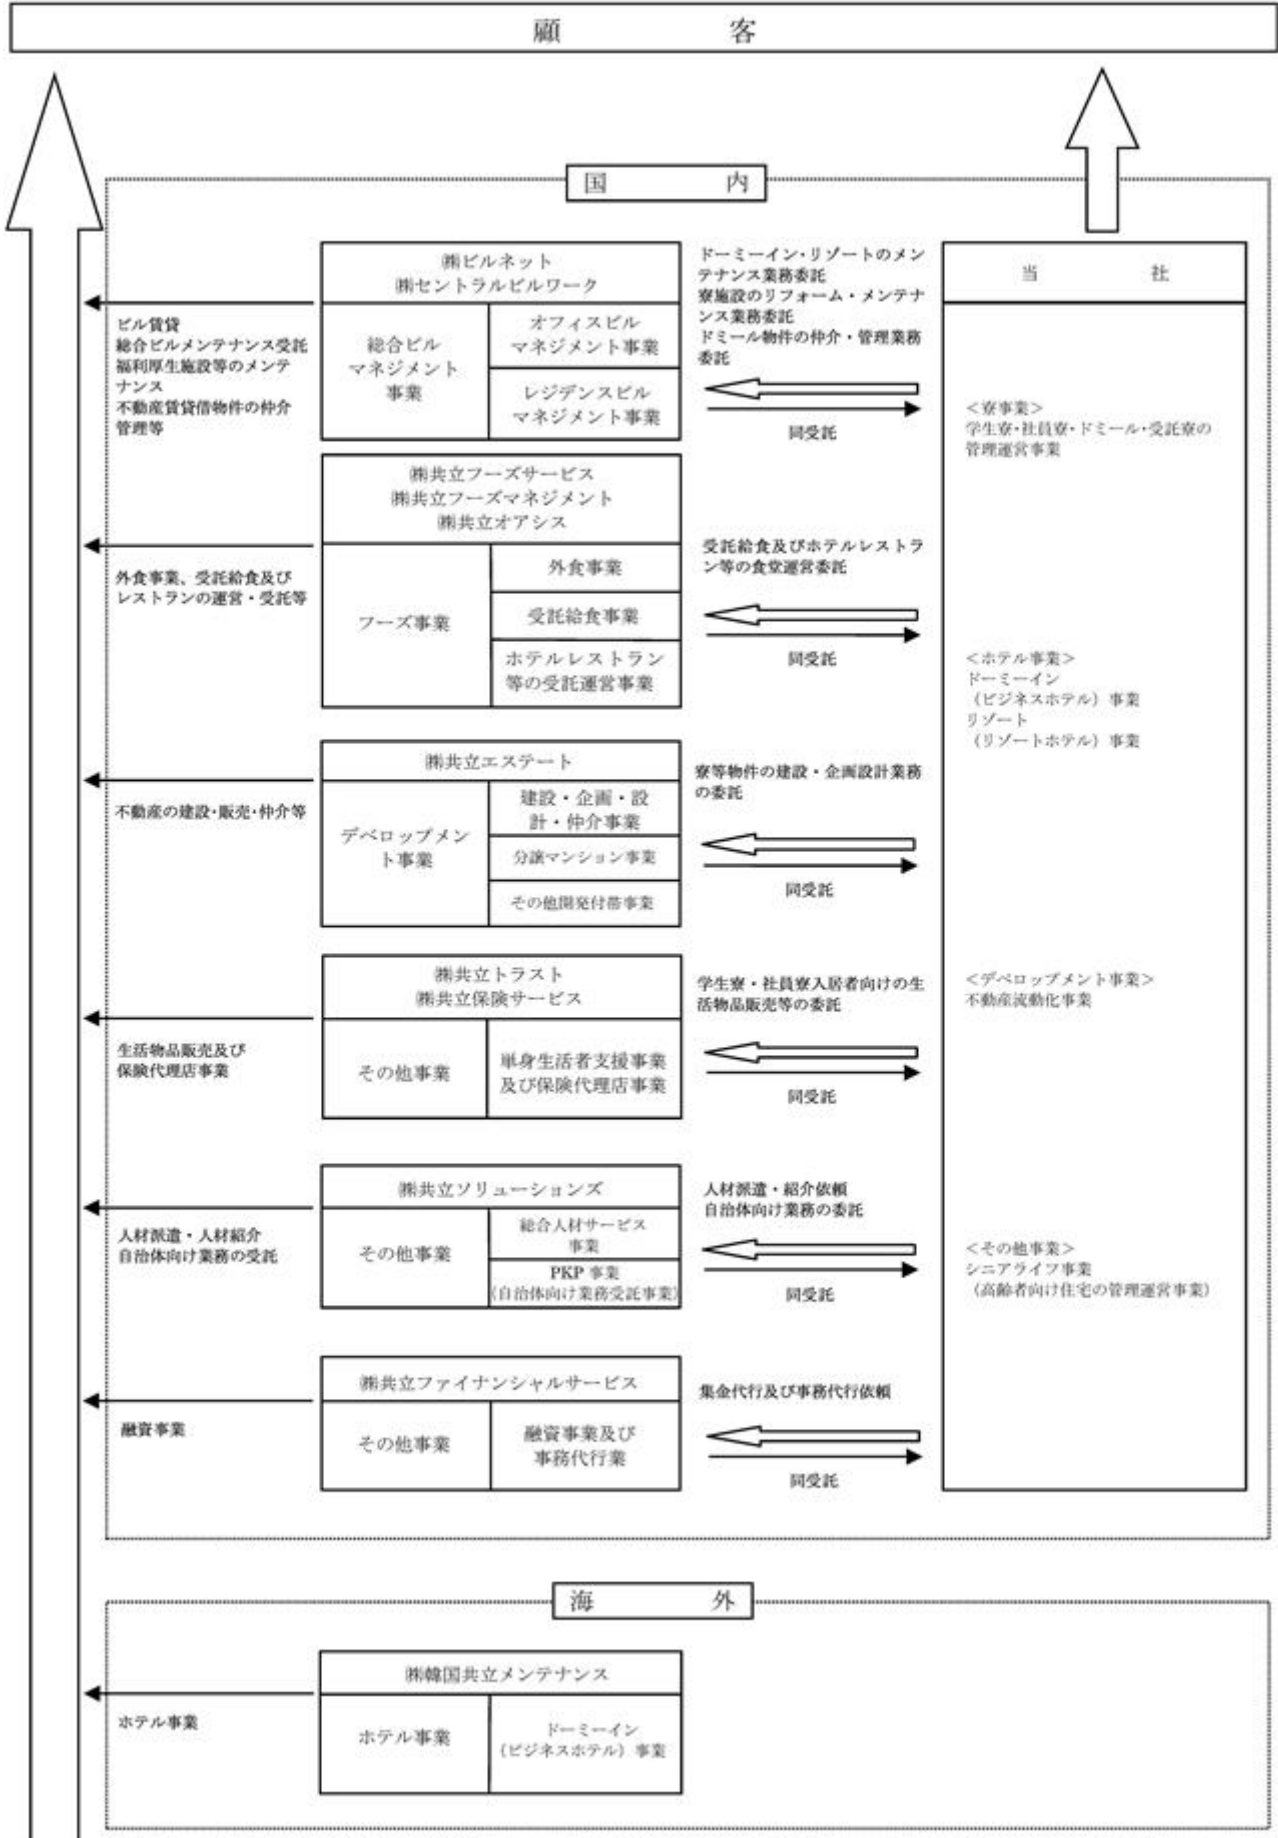 顧 客
国 内
㈱ビルネット
㈱セントラルビルワーク
総合ビル
マネジメント
事業
オフィスビル
マネジメント事業
レジデンスビル
マネジメント事業
ビル賃貸
総合ビルメンテナンス受託
福利厚生施設等のメンテ
ナンス
不動産賃貸借物件の仲介
管理等
ドーミーイン・リゾートのメン
テナンス業務委託
寮施設のリフォーム・メンテナ
ンス業務委託
ドミール物件の仲介・管理業務
委託
同受託
当 社
<寮事業>
学生寮・社員寮・ドミール・受託寮の
管理運営事業
㈱共立フーズサービス
㈱共立フーズマネジメント
㈱共立オアシス
フーズ事業
外食事業
受託給食事業
ホテルレストラン
等の受託運営事業
外食事業、受託給食及び
レストランの運営・受託等
受託給食及びホテルレストラ
ン等の食堂運営委託
同受託
<ホテル事業>
ドーミーイン
(ビジネスホテル)事業
リゾート
(リゾートホテル)事業
㈱共立エステート
デベロップメン
ト事業
建設・企画・設
計・仲介事業
分譲マンション事業
その他開発付帯事業
不動産の建設・販売・仲介等
寮等物件の建設・企画設計業務
の委託
同受託
㈱共立トラスト
㈱共立保険サービス
その他事業
単身生活者支援事業
及び保険代理店事業
生活物品販売及び
保険代理店事業
学生寮・社員寮入居者向けの生
活物品販売等の委託
同受託
<デベロップメント事業>
不動産流動化事業
㈱共立ソリューションズ
その他事業
総合人材サービス
事業
PKP 事業
(自治体向け業務受託事業)
人材派遣・人材紹介
自治体向け業務の受託
人材派遣・紹介依頼
自治体向け業務の委託
同受託
<その他事業>
シニアライフ事業
(高齢者向け住宅の管理運営事業)
㈱共立ファイナンシャルサービス
その他事業
融資事業及び
事務代行業
融資事業
集金代行及び事務代行依頼
同受託
海 外
㈱韓国共立メンテナンス
ホテル事業
ドーミーイン
(ビジネスホテル)事業
ホテル事業